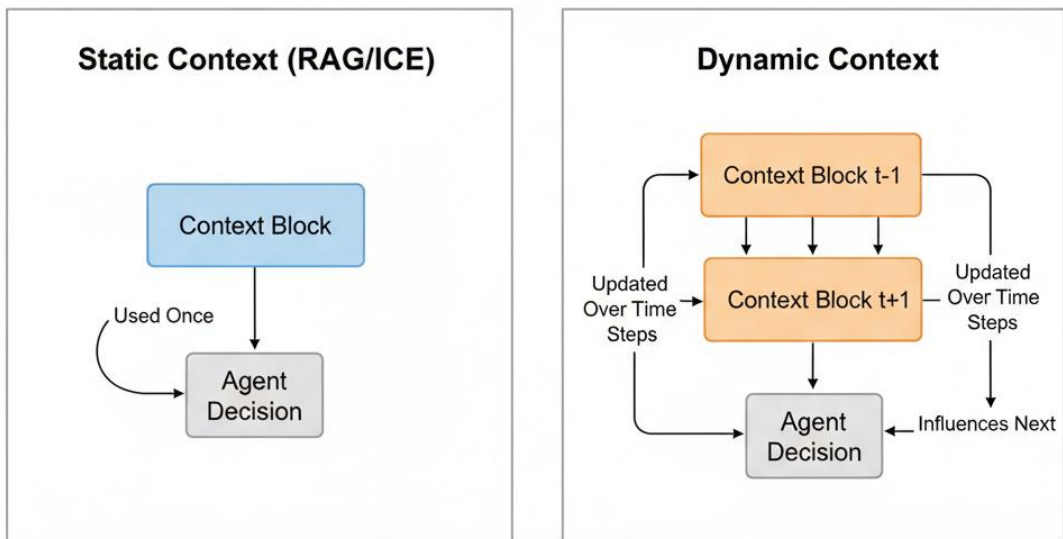 Static Context (RAG/ICE)
Context Block
Used Once
Agent
Decision
Dynamic Context
Context Block t-1
Updated
Over Time
Steps
Context Block t+1
Updated
Over Time
Steps
Agent
Decision
Influences Next